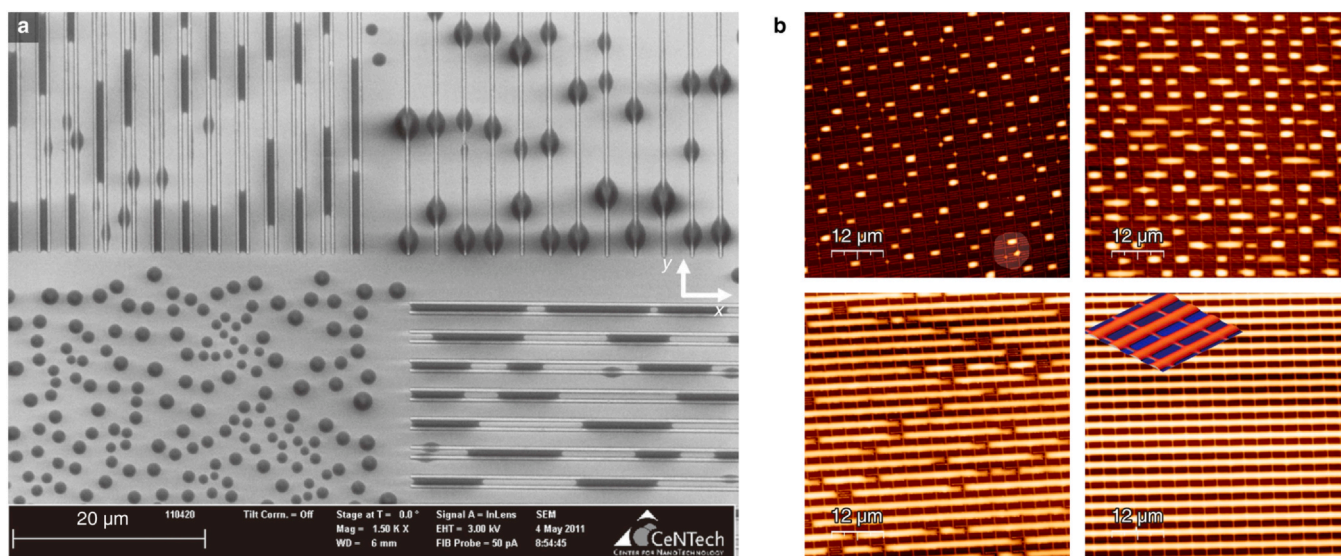 a
y
x
20 µm
110420
Tilt Corrn. = Off
Stage at T = 0.0 °
Mag = 1.50 K X
WD = 6 mm
Signal A = InLens
EHT = 3.00 kV
FIB Probe = 50 pA
SEM
4 May 2011
8:54:45
CeNTech
CENTER FOR NANOTECHNOLOGY
b
12 µm
12 µm
12 µm
12 µm